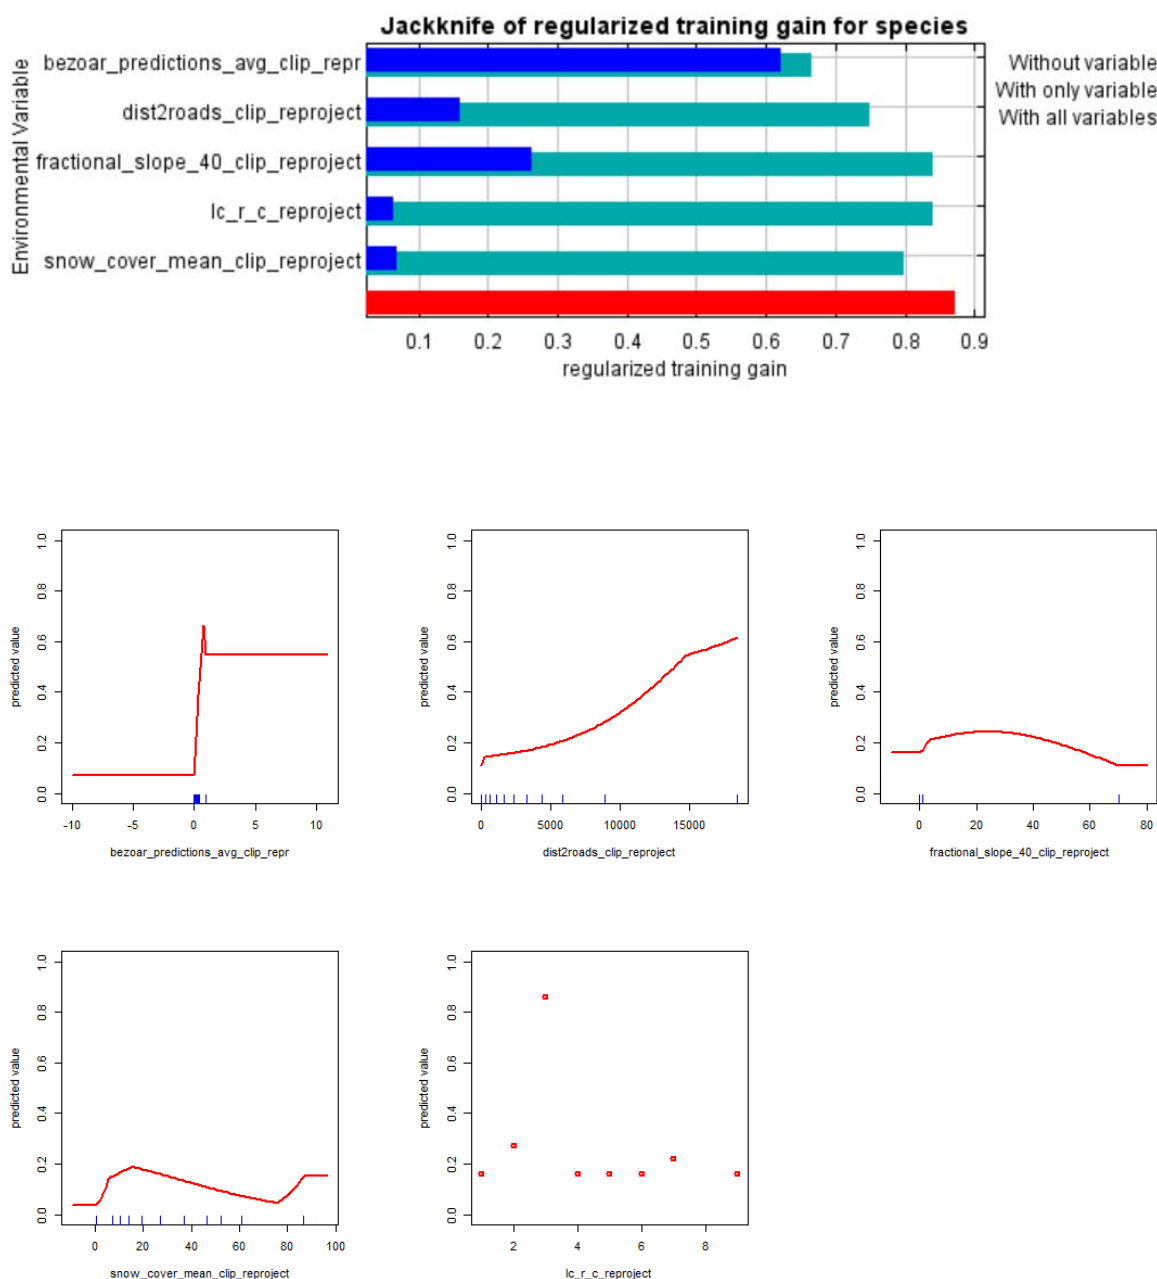 Jackknife of regularized training gain for species
Environmental Variable
bezoar_predictions_avg_clip_repr
dist2roads_clip_reproject
fractional_slope_40_clip_reproject
lc_r_c_reproject
snow_cover_mean_clip_reproject
Without variable
With only variable
With all variables
0.1 0.2 0.3 0.4 0.5 0.6 0.7 0.8 0.9
regularized training gain
predicted value
0.0 0.2 0.4 0.6 0.8 1.0
-10 -5 0 5 10
bezoar_predictions_avg_clip_repr
predicted value
0.0 0.2 0.4 0.6 0.8 1.0
0 5000 10000 15000
dist2roads_clip_reproject
predicted value
0.0 0.2 0.4 0.6 0.8 1.0
0 20 40 60 80
fractional_slope_40_clip_reproject
predicted value
0.0 0.2 0.4 0.6 0.8 1.0
0 20 40 60 80 100
snow_cover_mean_clip_reproject
predicted value
0.0 0.2 0.4 0.6 0.8 1.0
2 4 6 8
lc_r_c_reproject